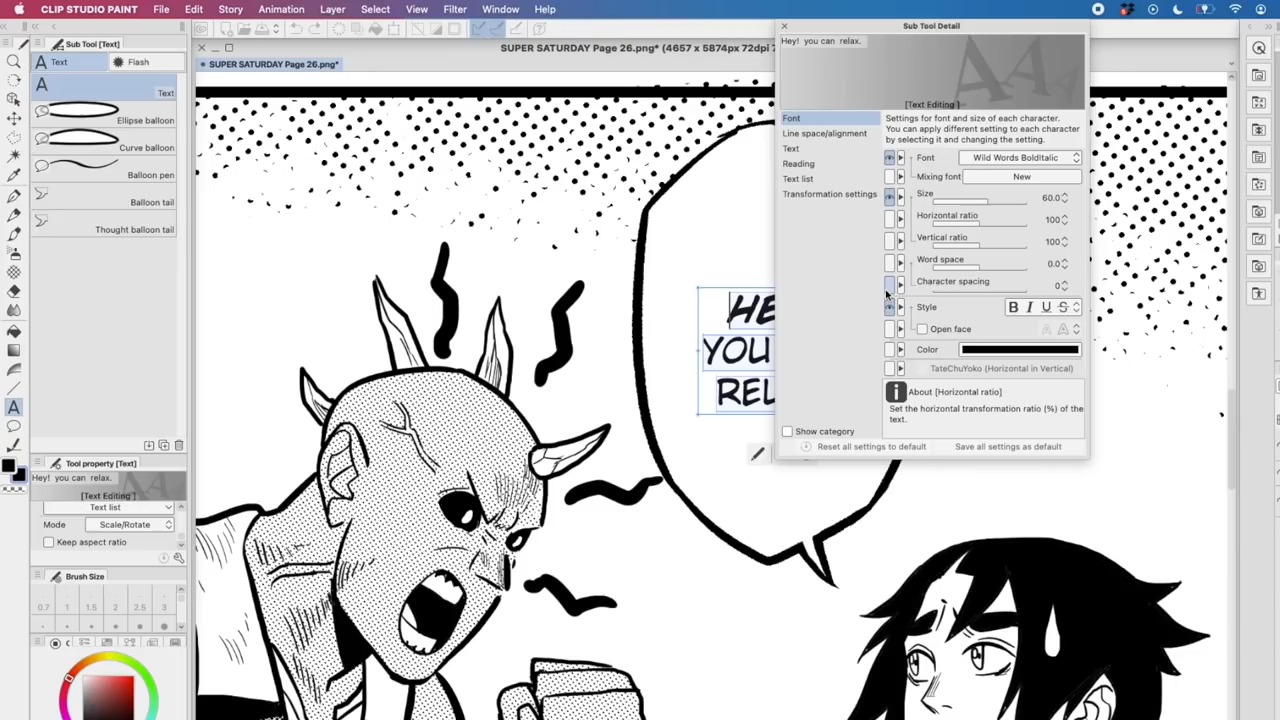 CLIP STUDIO PAINT File Edit Story Animation Layer Select View Filter Window Help
Sub Tool [Text]
SUPER SATURDAY Page 26.png* (4657 x 5874px 72dpi
Sub Tool Detail
Text Flash
SUPER SATURDAY Page 26.png*
Text
Ellipse balloon
Curve balloon
Balloon pen
Balloon tail
Thought balloon tail
Hey! you can relax.
[Text Editing ]
Font
Line space/alignment
Text
Reading
Text list
Transformation settings
Settings for font and size of each character.
You can apply different setting to each character
by selecting it and changing the setting.
Font Wild Words BoldItalic
Mixing font New
Size 60.0
Horizontal ratio 100
Vertical ratio 100
Word space 0.0
Character spacing 0
Style B I U S
Open face A A
Color
TateChuYoko (Horizontal in Vertical)
About [Horizontal ratio]
Set the horizontal transformation ratio (%) of the
text.
Show category
Reset all settings to default Save all settings as default
HE
YOU
REL
Tool property [Text]
Hey! you can relax.
[Text Editing ]
Text list
Mode Scale/Rotate
Keep aspect ratio
Brush Size
0.7 1 1.5 2 2.5 3